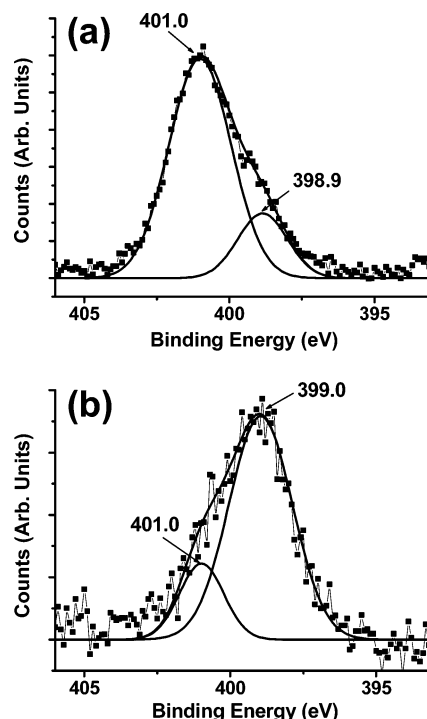 (a)
401.0
398.9
Counts (Arb. Units)
405 400 395
Binding Energy (eV)
(b)
399.0
401.0
Counts (Arb. Units)
405 400 395
Binding Energy (eV)